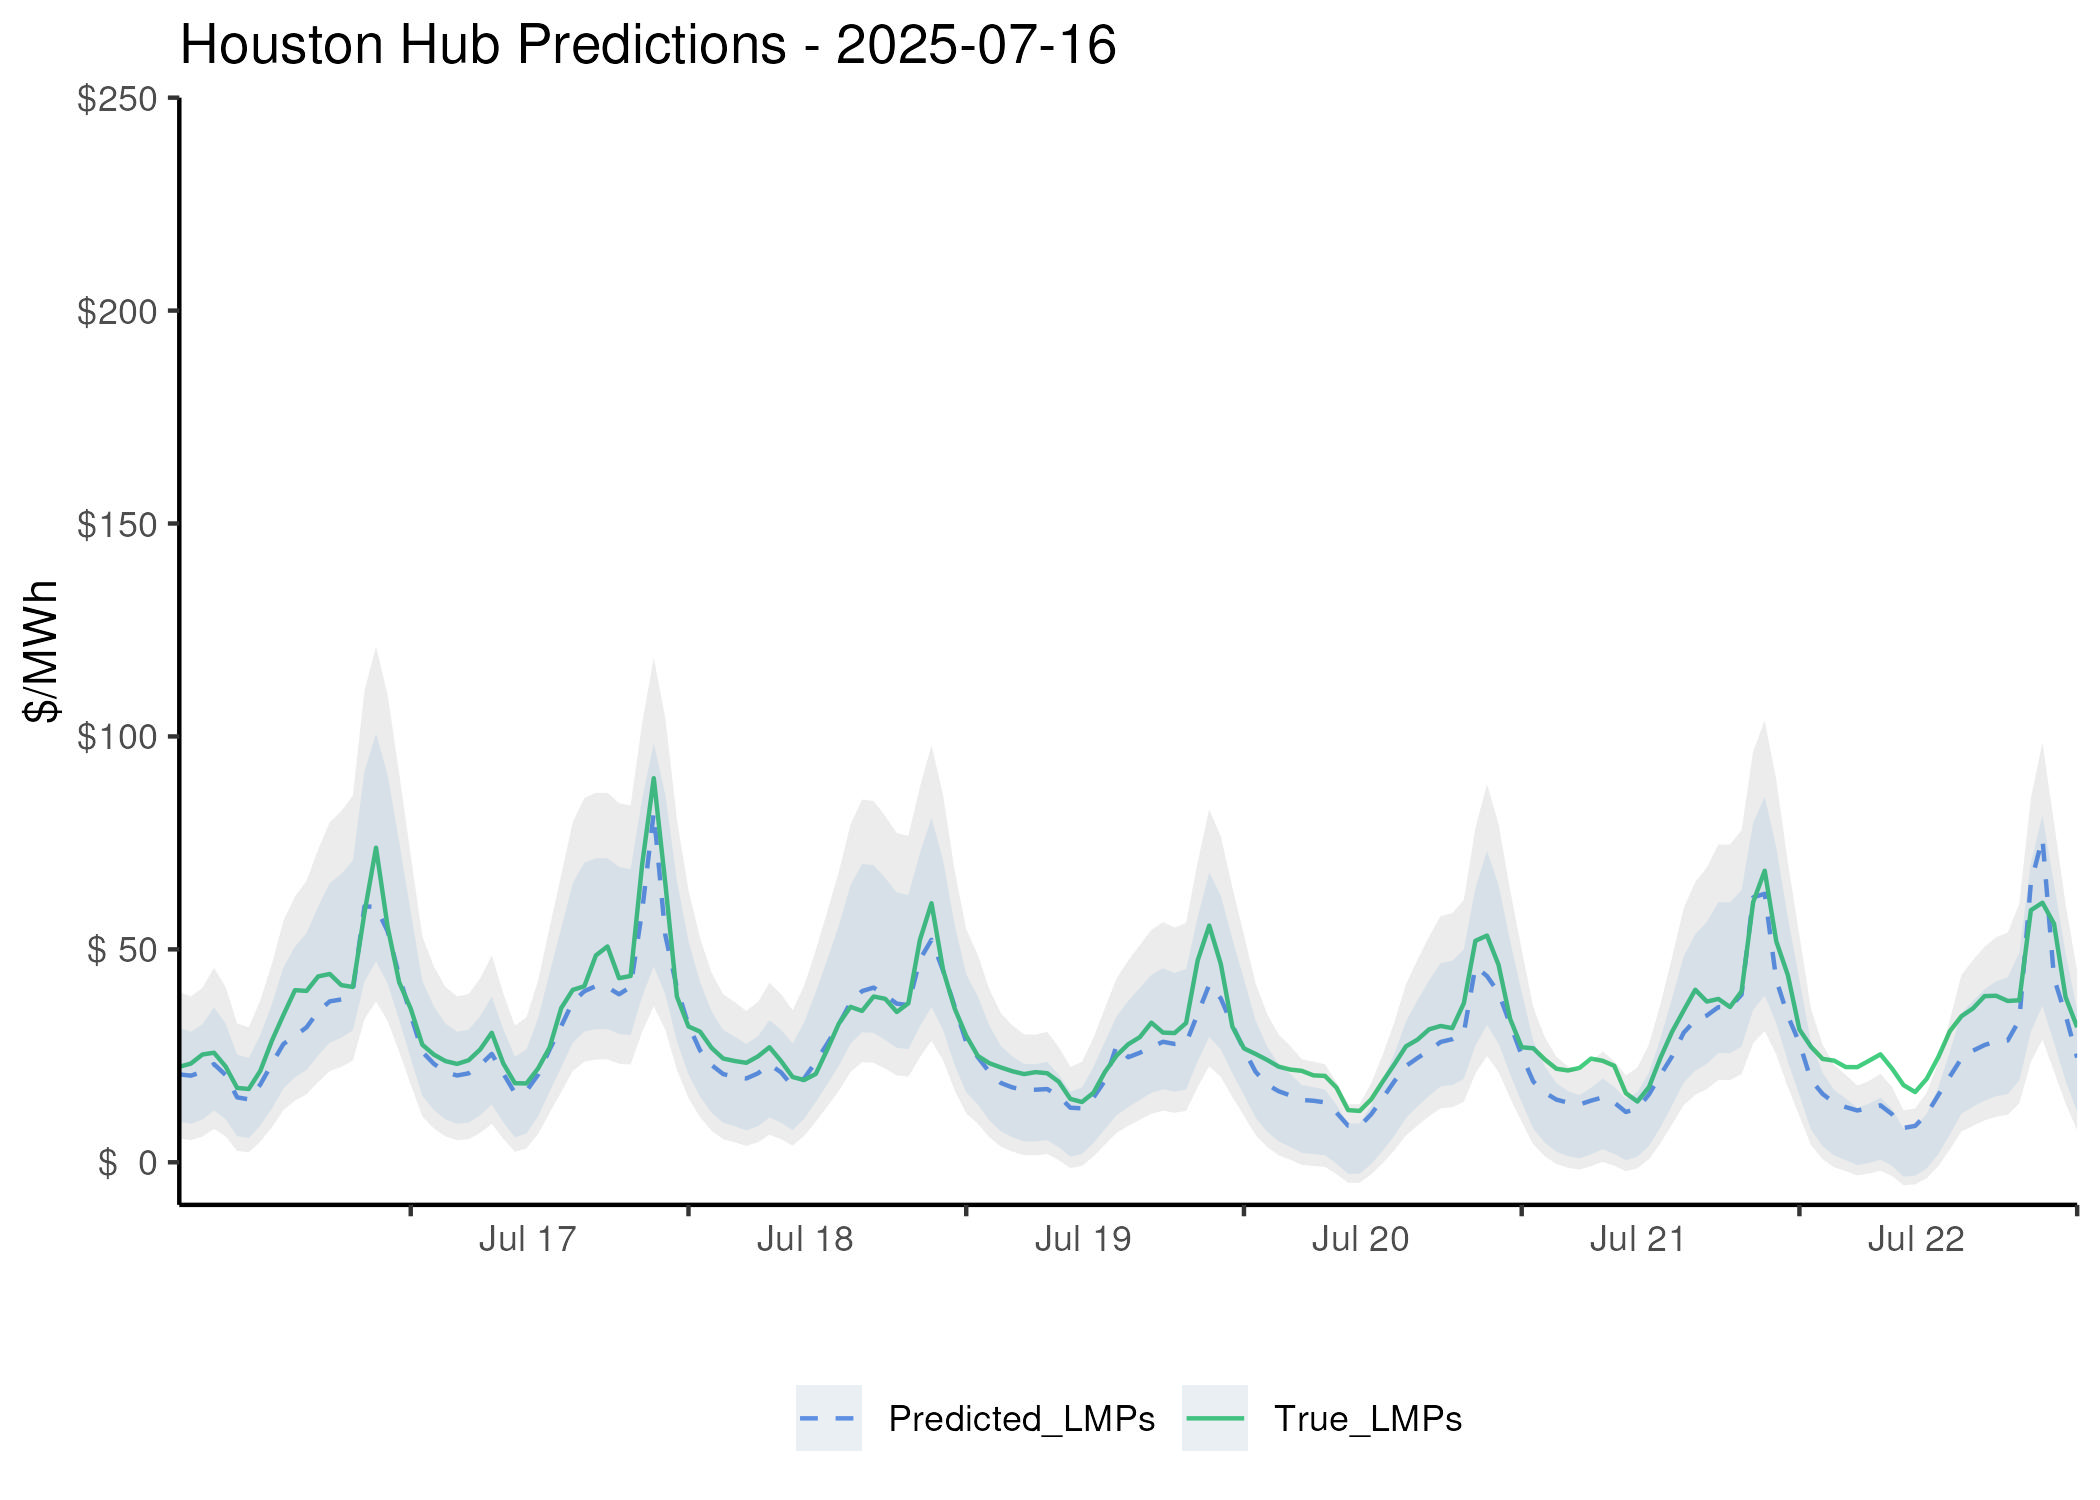 Houston Hub Predictions - 2025-07-16
$250
$200
$150
$100
$ 50
$  0
$/MWh
Jul 17
Jul 18
Jul 19
Jul 20
Jul 21
Jul 22
Predicted_LMPs
True_LMPs